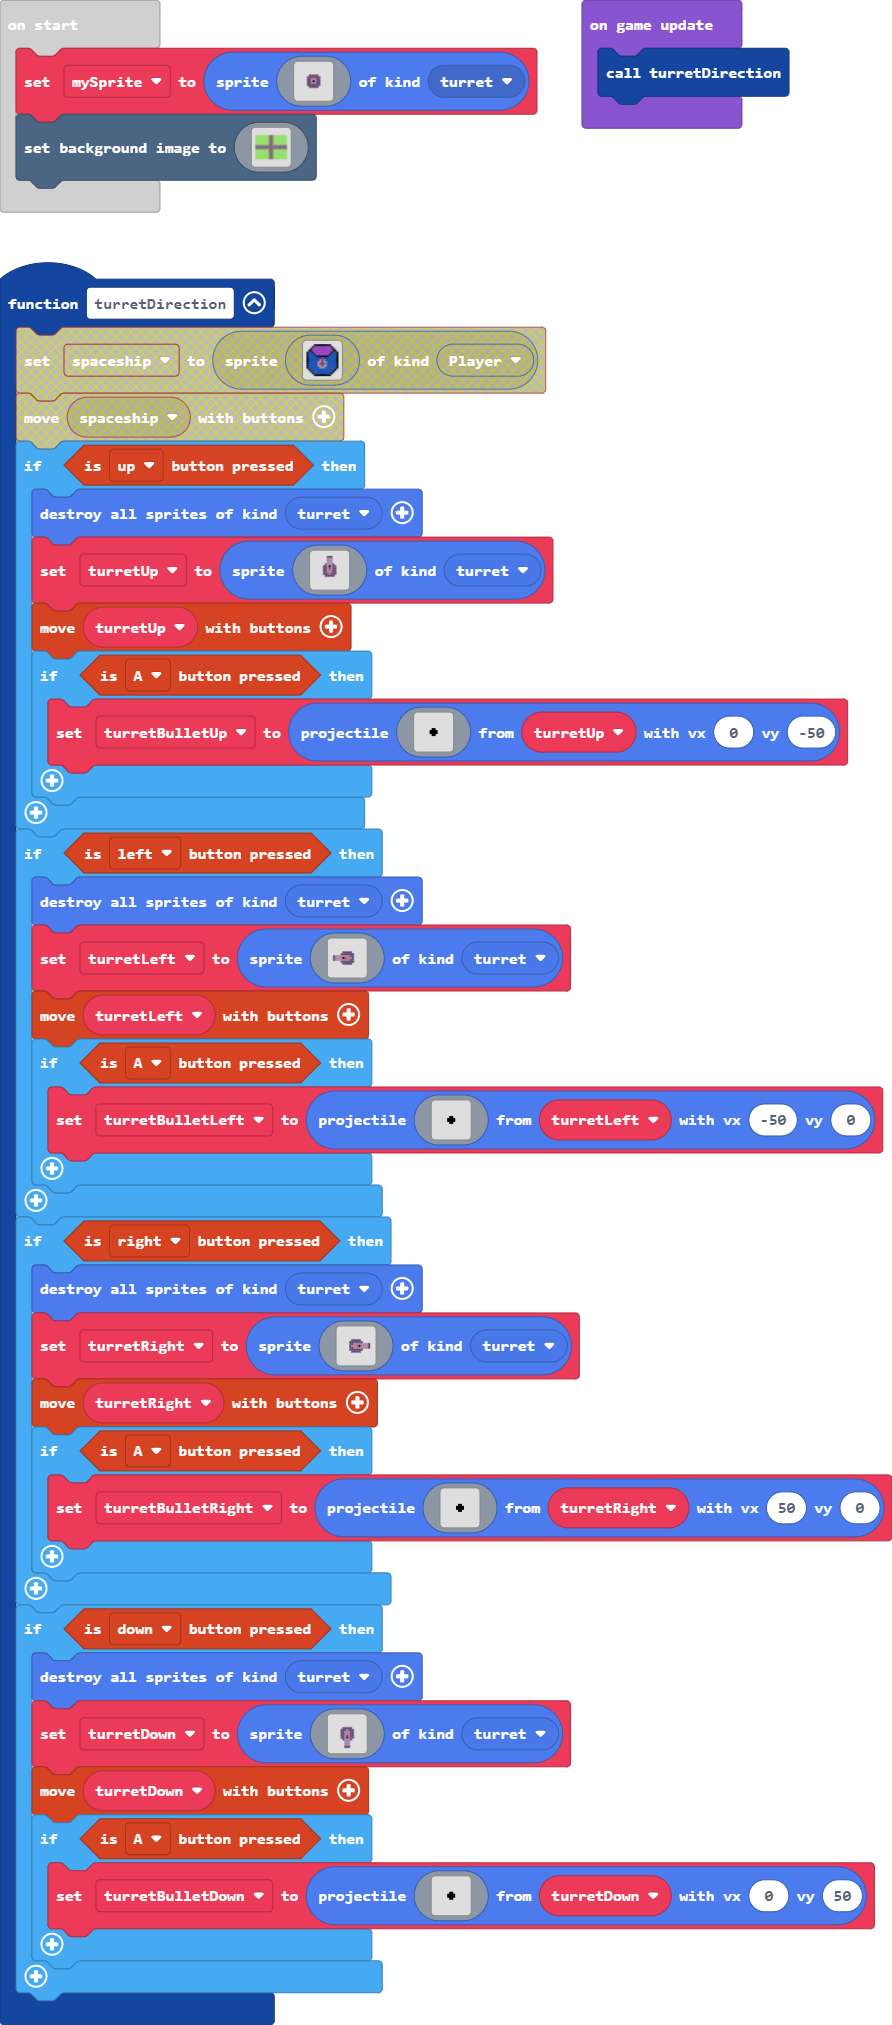 on start
set mySprite to sprite of kind turret
set background image to
on game update
call turretDirection
function turretDirection
set spaceship to sprite of kind Player
move spaceship with buttons
if is up button pressed then
destroy all sprites of kind turret
set turretUp to sprite of kind turret
move turretUp with buttons
if is A button pressed then
set turretBulletUp to projectile from turretUp with vx 0 vy -50
if is left button pressed then
destroy all sprites of kind turret
set turretLeft to sprite of kind turret
move turretLeft with buttons
if is A button pressed then
set turretBulletLeft to projectile from turretLeft with vx -50 vy 0
if is right button pressed then
destroy all sprites of kind turret
set turretRight to sprite of kind turret
move turretRight with buttons
if is A button pressed then
set turretBulletRight to projectile from turretRight with vx 50 vy 0
if is down button pressed then
destroy all sprites of kind turret
set turretDown to sprite of kind turret
move turretDown with buttons
if is A button pressed then
set turretBulletDown to projectile from turretDown with vx 0 vy 50